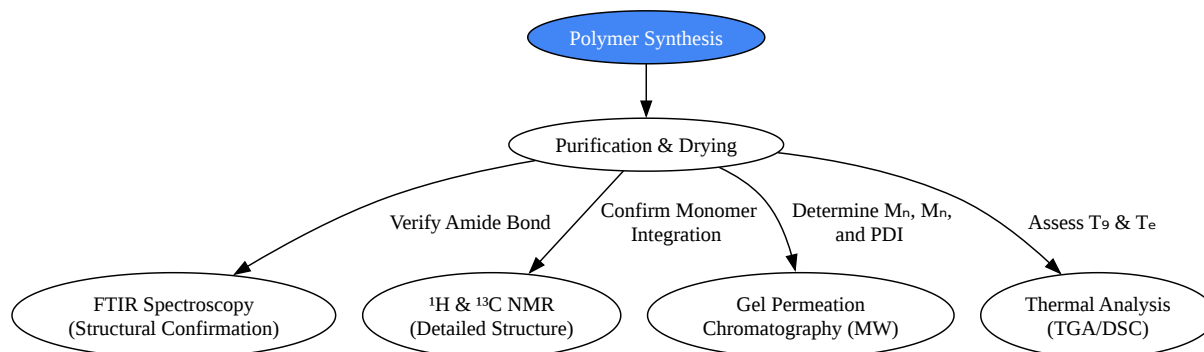 Polymer Synthesis
Purification & Drying
Verify Amide Bond
Confirm Monomer
Integration
Determine Mₙ, Mₙ,
and PDI
Assess T₉ & Tₑ
FTIR Spectroscopy
(Structural Confirmation)
¹H & ¹³C NMR
(Detailed Structure)
Gel Permeation
Chromatography (MW)
Thermal Analysis
(TGA/DSC)